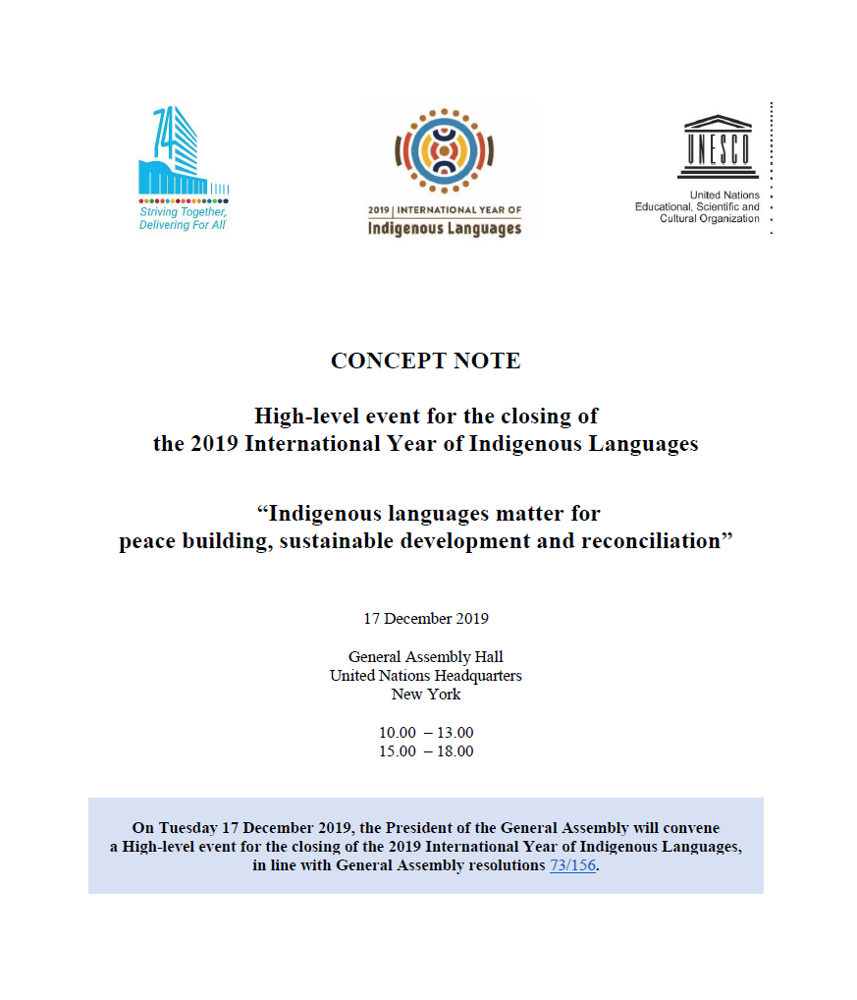 74
Striving Together,
Delivering For All
2019 | INTERNATIONAL YEAR OF
Indigenous Languages
UNESCO
United Nations
Educational, Scientific and
Cultural Organization
CONCEPT NOTE
High-level event for the closing of
the 2019 International Year of Indigenous Languages
“Indigenous languages matter for
peace building, sustainable development and reconciliation”
17 December 2019
General Assembly Hall
United Nations Headquarters
New York
10.00 – 13.00
15.00 – 18.00
On Tuesday 17 December 2019, the President of the General Assembly will convene
a High-level event for the closing of the 2019 International Year of Indigenous Languages,
in line with General Assembly resolutions 73/156.